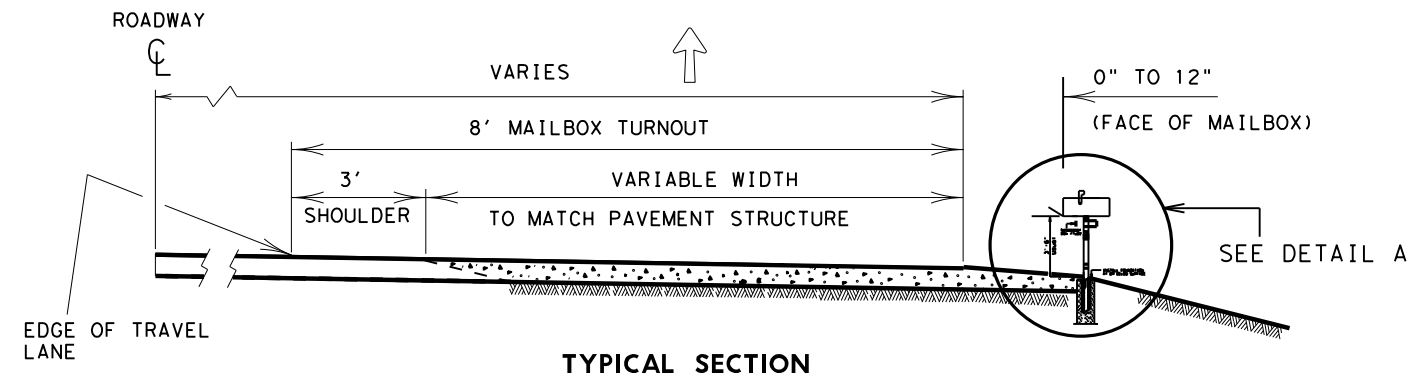 ROADWAY
℄
VARIES
0" TO 12"
(FACE OF MAILBOX)
8' MAILBOX TURNOUT
3'
SHOULDER
VARIABLE WIDTH
TO MATCH PAVEMENT STRUCTURE
SEE DETAIL A
EDGE OF TRAVEL
LANE
TYPICAL SECTION